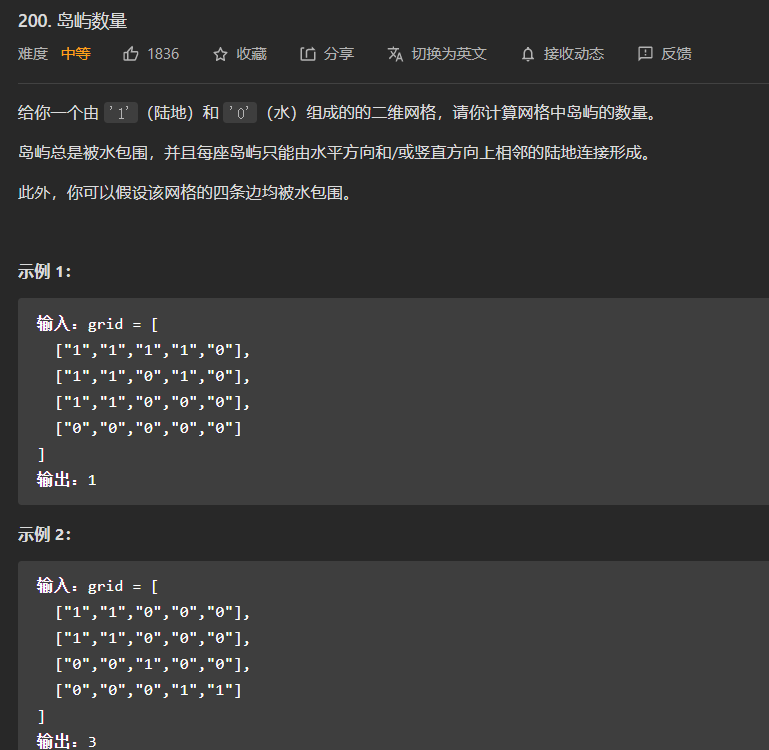 200. 岛屿数量
难度 中等 1836 收藏 分享 切换为英文 接收动态 反馈
给你一个由 '1' （陆地）和 '0' （水）组成的的二维网格，请你计算网格中岛屿的数量。
岛屿总是被水包围，并且每座岛屿只能由水平方向和/或竖直方向上相邻的陆地连接形成。
此外，你可以假设该网格的四条边均被水包围。
示例 1：
输入：grid = [
["1","1","1","1","0"],
["1","1","0","1","0"],
["1","1","0","0","0"],
["0","0","0","0","0"]
]
输出：1
示例 2：
输入：grid = [
["1","1","0","0","0"],
["1","1","0","0","0"],
["0","0","1","0","0"],
["0","0","0","1","1"]
]
输出：3